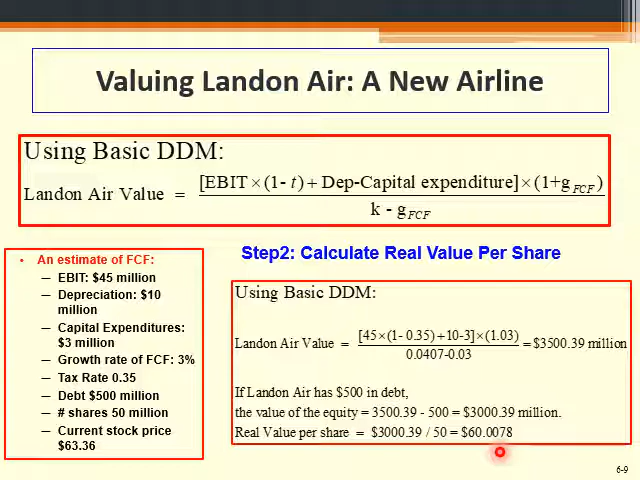 Valuing Landon Air: A New Airline
Using Basic DDM:
Landon Air Value = [EBIT×(1- t)+Dep-Capital expenditure]×(1+gFCF) / k - gFCF
• An estimate of FCF:
— EBIT: $45 million
— Depreciation: $10
million
— Capital Expenditures:
$3 million
— Growth rate of FCF: 3%
— Tax Rate 0.35
— Debt $500 million
— # shares 50 million
— Current stock price
$63.36
Step2: Calculate Real Value Per Share
Using Basic DDM:
Landon Air Value = [45×(1- 0.35)+10-3]×(1.03) / 0.0407-0.03 = $3500.39 million
If Landon Air has $500 in debt,
the value of the equity = 3500.39 - 500 = $3000.39 million.
Real Value per share = $3000.39 / 50 = $60.0078
6-9